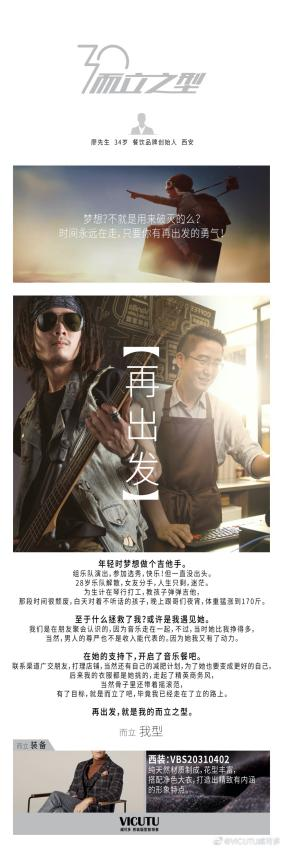 30而立之型
廖先生 34岁 餐饮品牌创始人 西安
梦想?不就是用来破灭的么?
时间永远在走,只要你有再出发的勇气!
【再出发】
年轻时梦想做个吉他手。
组乐队演出,参加选秀,快乐!但一直没出头。
28岁乐队解散,女友分手,人生只剩,迷茫。
为生计在琴行打工,教孩子弹弹吉他,
那段时间很颓废,白天对着不听话的孩子,晚上跟哥们夜宵,体重猛涨到170斤。
至于什么拯救了我?或许是我遇见她。
我们是在朋友聚会认识的,因为音乐走在一起,不过,当时她比我挣得多,
当然,男人的尊严也不是收入能代表的,因为她我又有了动力。
在她的支持下,开启了音乐餐吧。
联系渠道广交朋友,打理店铺,当然还有自己的减肥计划,为了她也要变成更好的自己,
后来我的衣服都是她挑的,走起了精英商务风,
当然骨子里还带着摇滚范,
有了目标,就是而立了吧,毕竟我已经走在了立的路上。
再出发,就是我的而立之型。
而立 我型
而立 装备
西装:VBS20310402
纯天然材质制成,花型丰富,
搭配净色大衣,打造出精致有内涵
的形象特点。
VICUTU
威可多 男装版型数领者
@VICUTU威可多